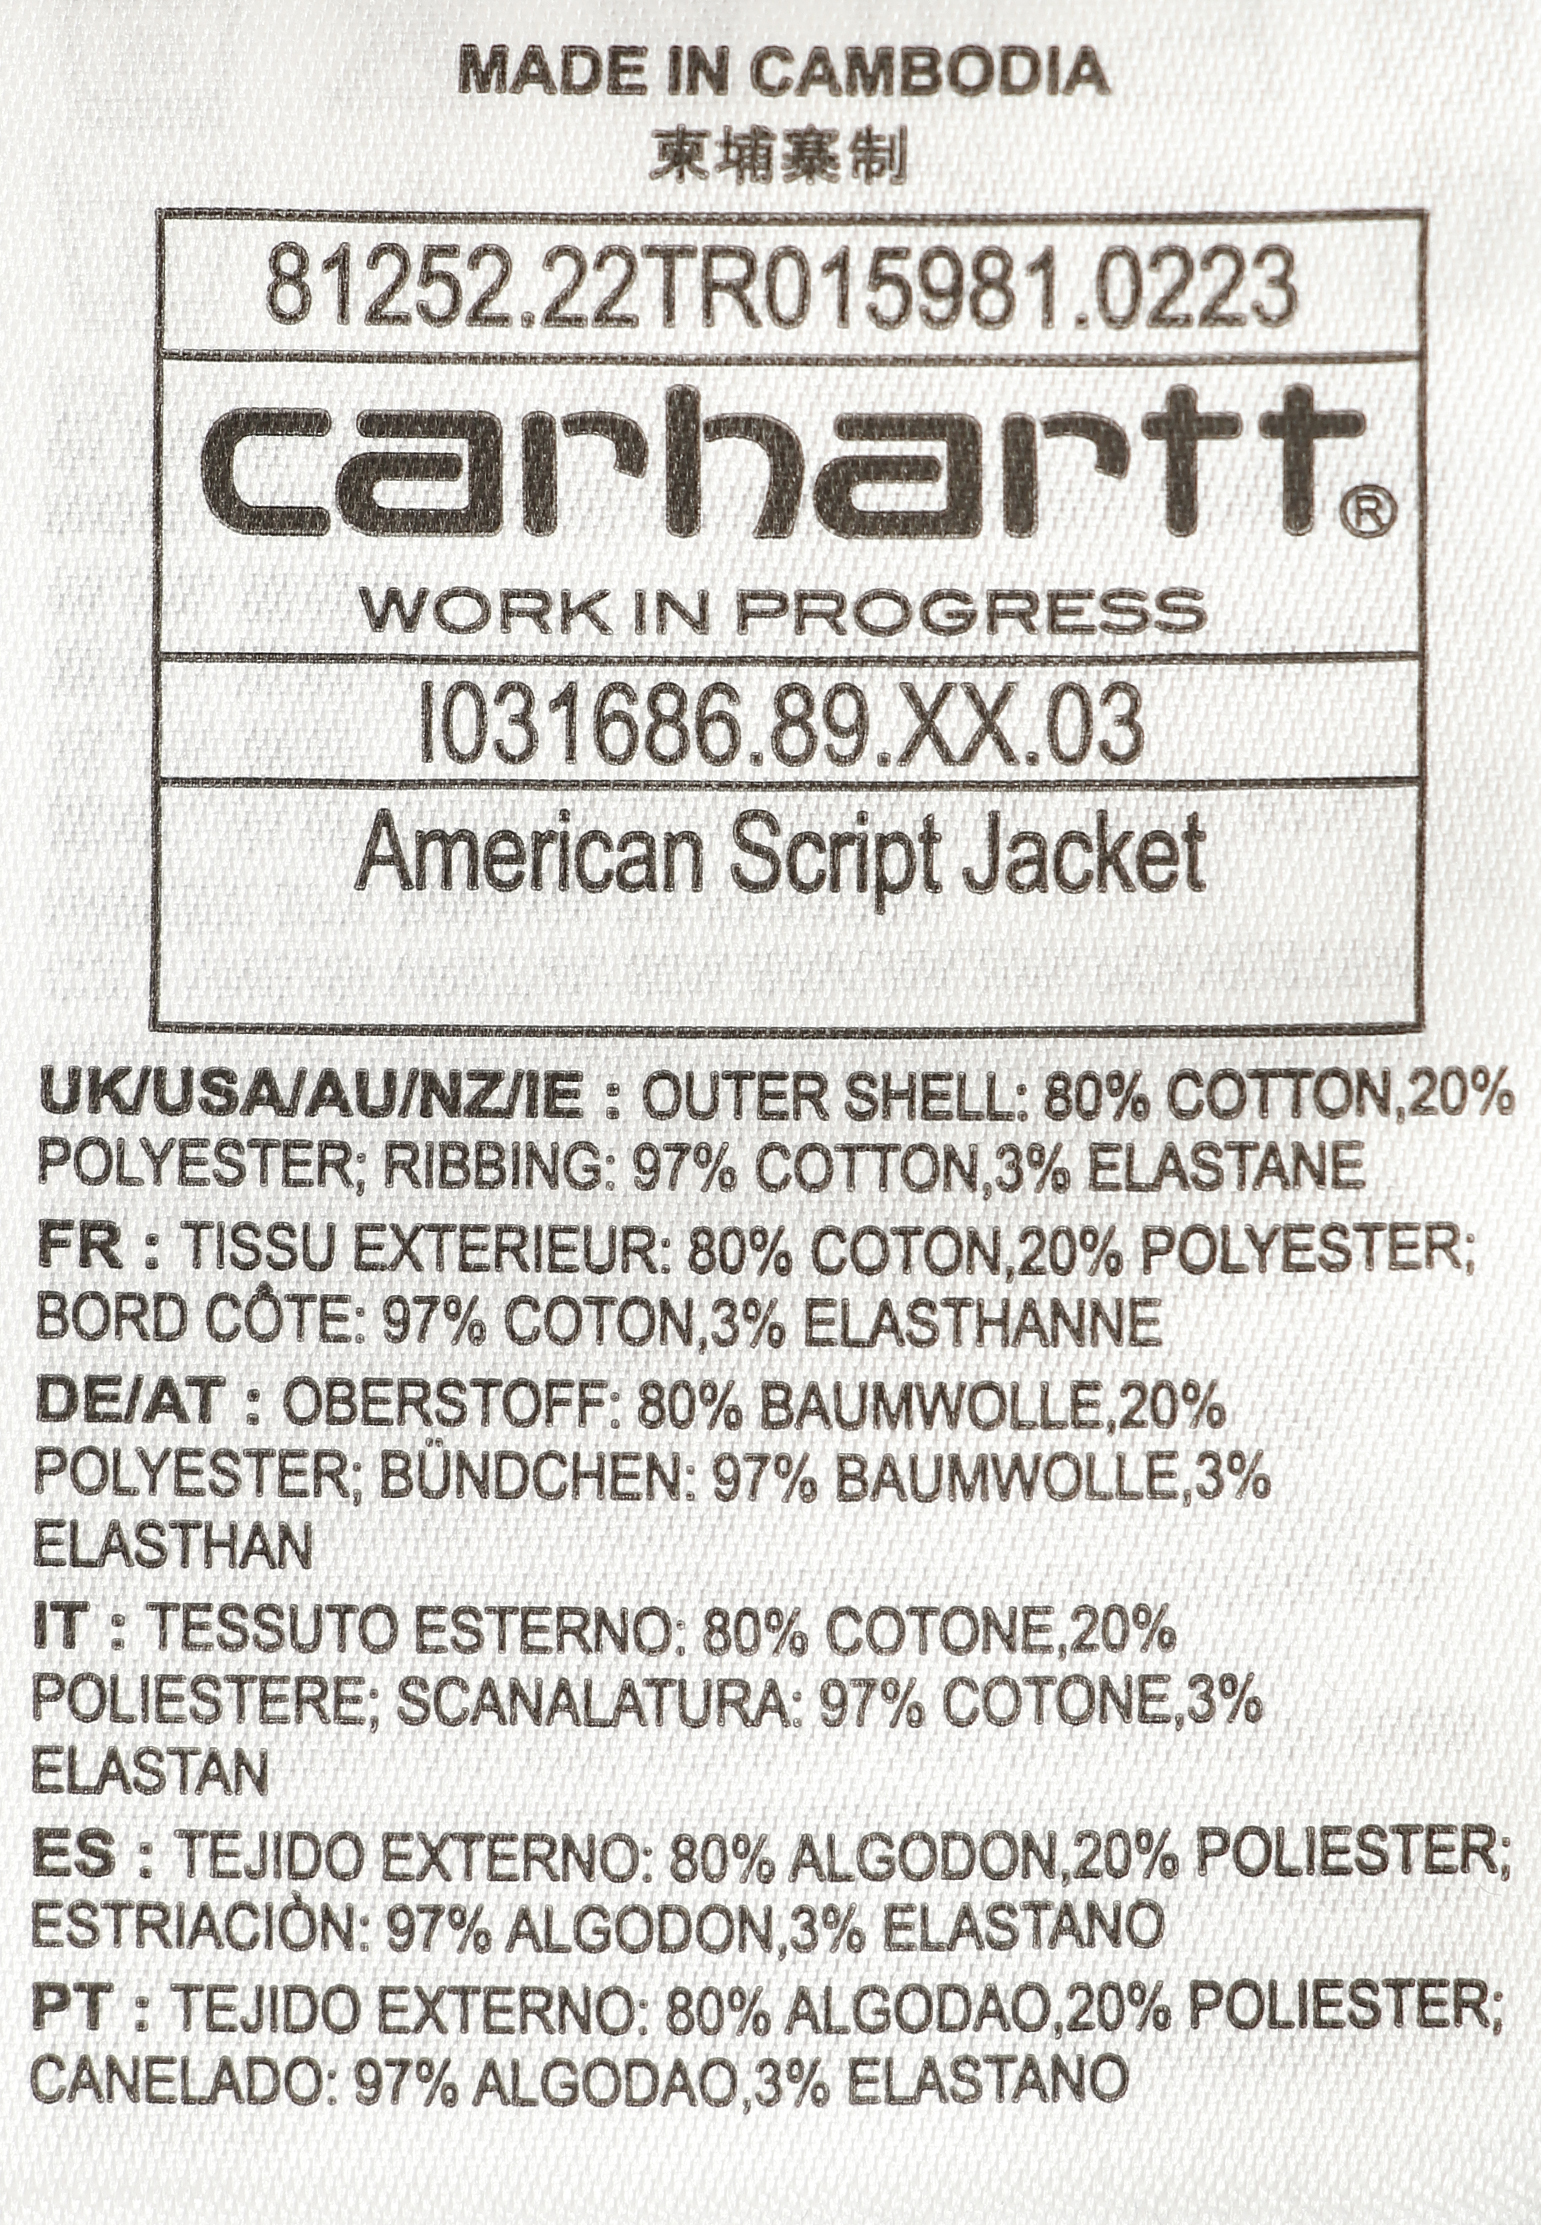 MADE IN CAMBODIA
柬埔寨制
81252.22TR015981.0223
carhartt®
WORK IN PROGRESS
I031686.89.XX.03
American Script Jacket
UK/USA/AU/NZ/IE : OUTER SHELL: 80% COTTON,20%
POLYESTER; RIBBING: 97% COTTON,3% ELASTANE
FR : TISSU EXTERIEUR: 80% COTON,20% POLYESTER;
BORD CÔTE: 97% COTON,3% ELASTHANNE
DE/AT : OBERSTOFF: 80% BAUMWOLLE,20%
POLYESTER; BÜNDCHEN: 97% BAUMWOLLE,3%
ELASTHAN
IT : TESSUTO ESTERNO: 80% COTONE,20%
POLIESTERE; SCANALATURA: 97% COTONE,3%
ELASTAN
ES : TEJIDO EXTERNO: 80% ALGODON,20% POLIESTER;
ESTRIACIÒN: 97% ALGODON,3% ELASTANO
PT : TEJIDO EXTERNO: 80% ALGODAO,20% POLIESTER;
CANELADO: 97% ALGODAO,3% ELASTANO